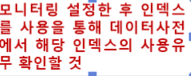 모니터링 설정한 후 인덱스
를 사용을 통해 데이터사전
에서 해당 인덱스의 사용유
무 확인할 것